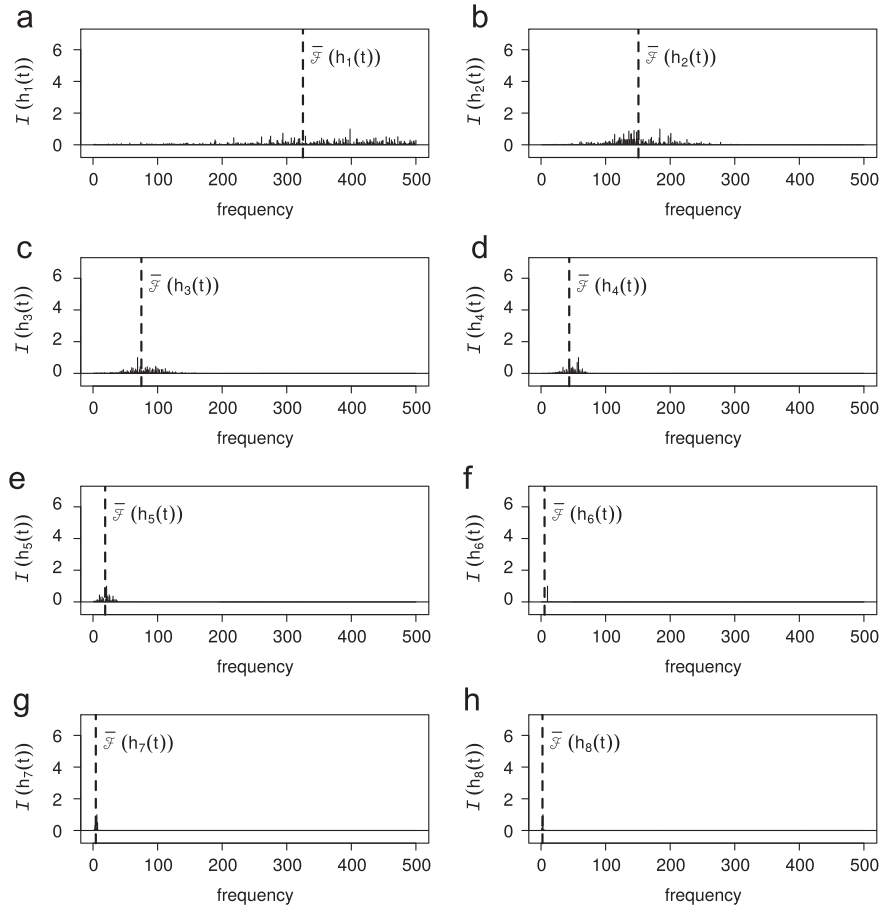 a
I (h₁(t))
6
4
2
0
ℱ̅ (h₁(t))
0 100 200 300 400 500
frequency
b
I (h₂(t))
6
4
2
0
ℱ̅ (h₂(t))
0 100 200 300 400 500
frequency
c
I (h₃(t))
6
4
2
0
ℱ̅ (h₃(t))
0 100 200 300 400 500
frequency
d
I (h₄(t))
6
4
2
0
ℱ̅ (h₄(t))
0 100 200 300 400 500
frequency
e
I (h₅(t))
6
4
2
0
ℱ̅ (h₅(t))
0 100 200 300 400 500
frequency
f
I (h₆(t))
6
4
2
0
ℱ̅ (h₆(t))
0 100 200 300 400 500
frequency
g
I (h₇(t))
6
4
2
0
ℱ̅ (h₇(t))
0 100 200 300 400 500
frequency
h
I (h₈(t))
6
4
2
0
ℱ̅ (h₈(t))
0 100 200 300 400 500
frequency